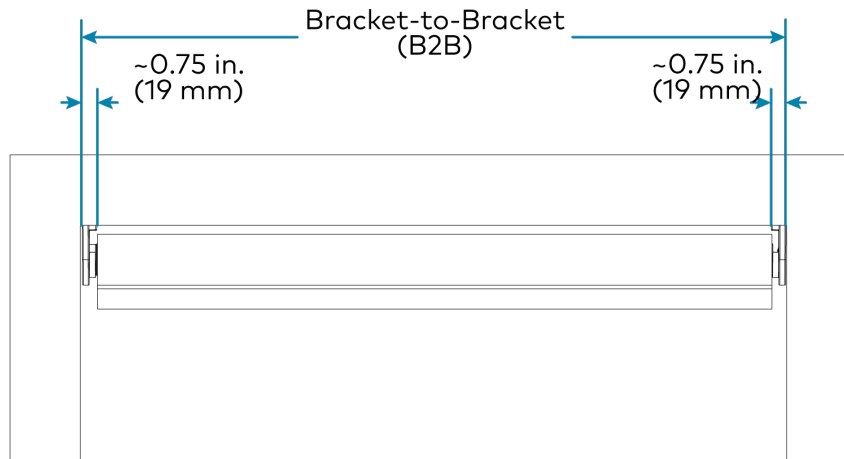 Bracket-to-Bracket
(B2B)
~0.75 in.
(19 mm)
~0.75 in.
(19 mm)